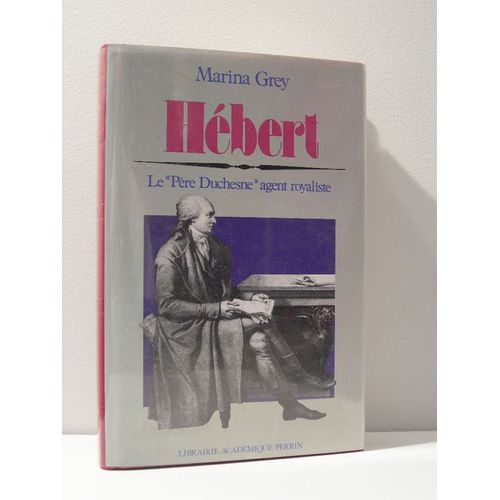 Marina Grey
Hébert
Le "Père Duchesne" agent royaliste
LIBRAIRIE ACADÉMIQUE PERRIN